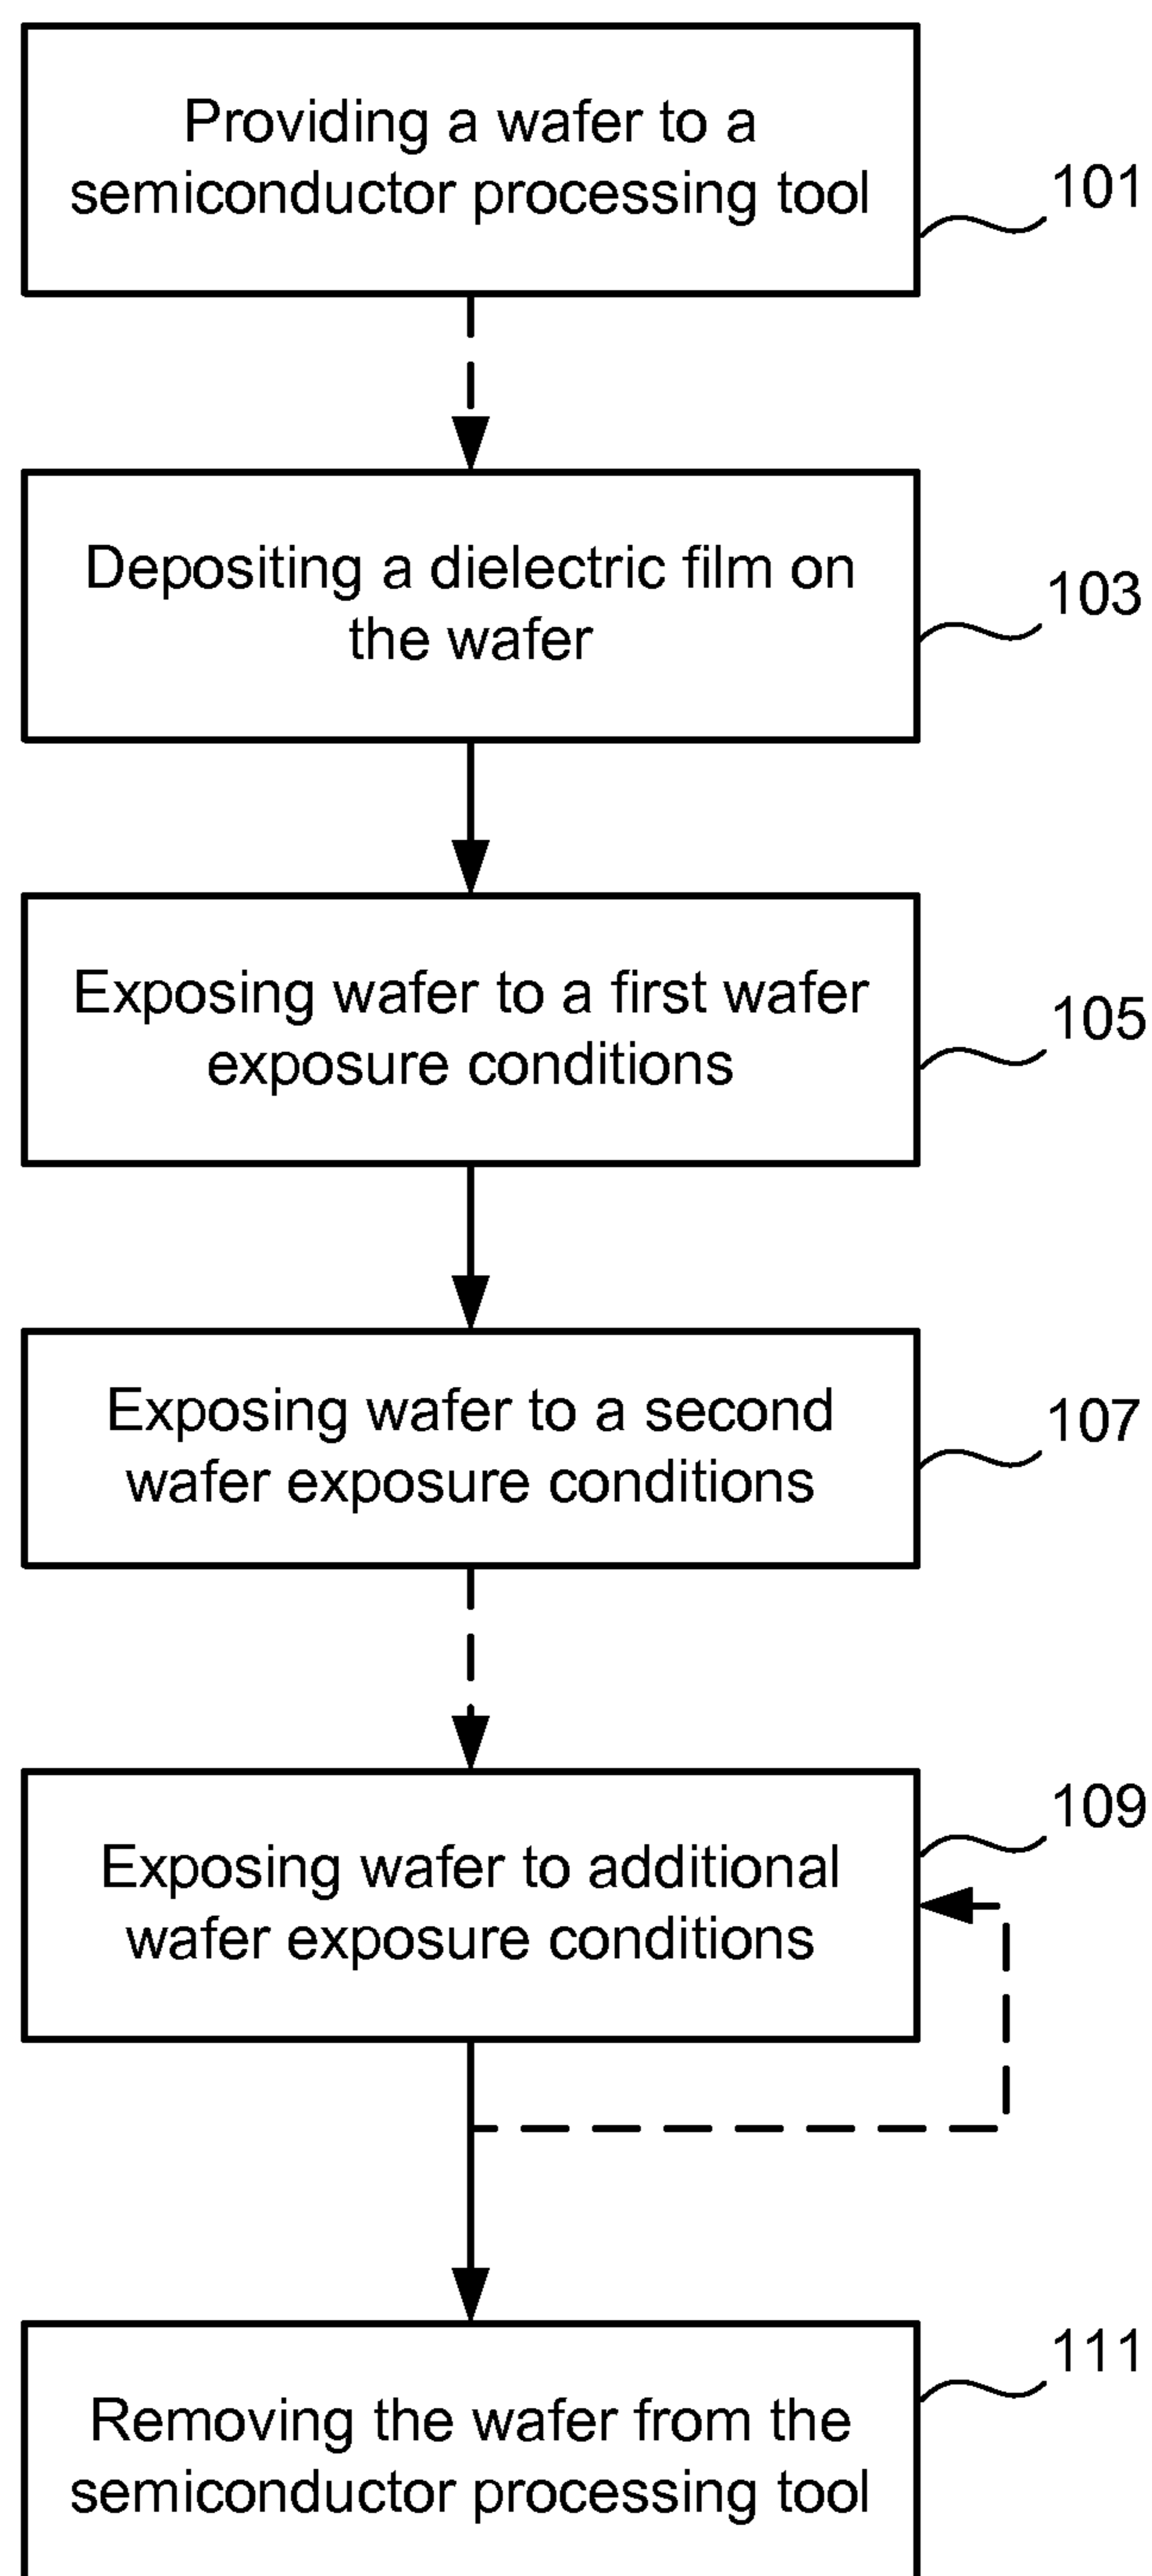 Providing a wafer to a
semiconductor processing tool
101
Depositing a dielectric film on
the wafer
103
Exposing wafer to a first wafer
exposure conditions
105
Exposing wafer to a second
wafer exposure conditions
107
Exposing wafer to additional
wafer exposure conditions
109
Removing the wafer from the
semiconductor processing tool
111